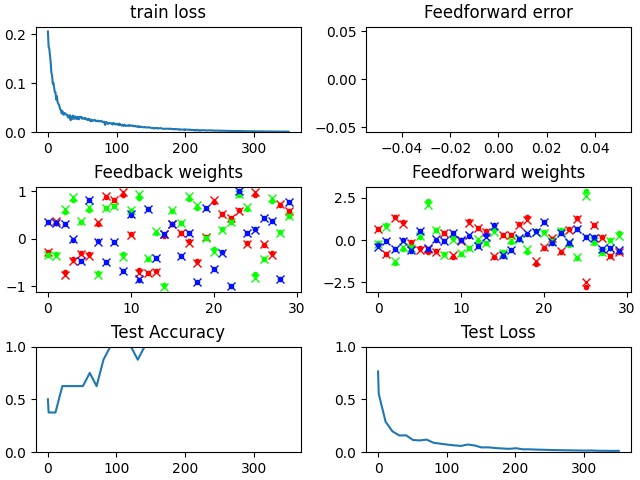 train loss
Feedforward error
0.2
0.1
0.0
0 100 200 300
0.05
0.00
−0.05
−0.04 −0.02 0.00 0.02 0.04
Feedback weights
Feedforward weights
1
0
−1
0 10 20 30
2.5
0.0
−2.5
0 10 20 30
Test Accuracy
Test Loss
1.0
0.5
0.0
0 100 200 300
1.0
0.5
0.0
0 100 200 300